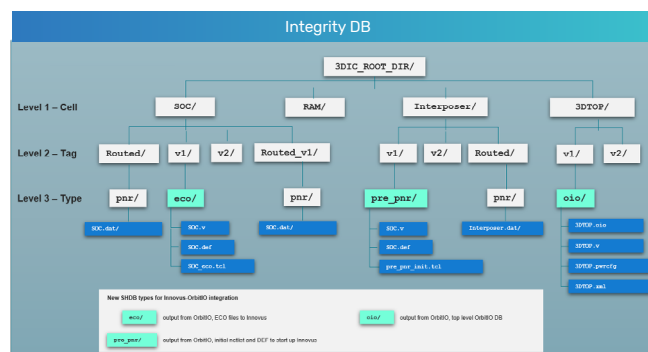 Integrity DB
3DIC_ROOT_DIR/
Level 1 – Cell
SOC/
RAM/
Interposer/
3DTOP/
Level 2 – Tag
Routed/
v1/
v2/
Routed_v1/
v1/
v2/
Routed/
v1/
v2/
Level 3 – Type
pnr/
eco/
pnr/
pre_pnr/
pnr/
oio/
SOC.dat/
SOC.v
SOC.def
SOC_eco.tcl
SOC.dat/
SOC.v
SOC.def
pre_pnr_init.tcl
Interposer.dat/
3DTOP.oio
3DTOP.v
3DTOP.pwrcfg
3DTOP.xml
New SHDB types for Innovus-OrbitIO integration
eco/ output from OrbitIO, ECO files to Innovus
oio/ output from OrbitIO, top level OrbitIO DB
pre_pnr/ output from OrbitIO, initial netlist and DEF to start up Innovus